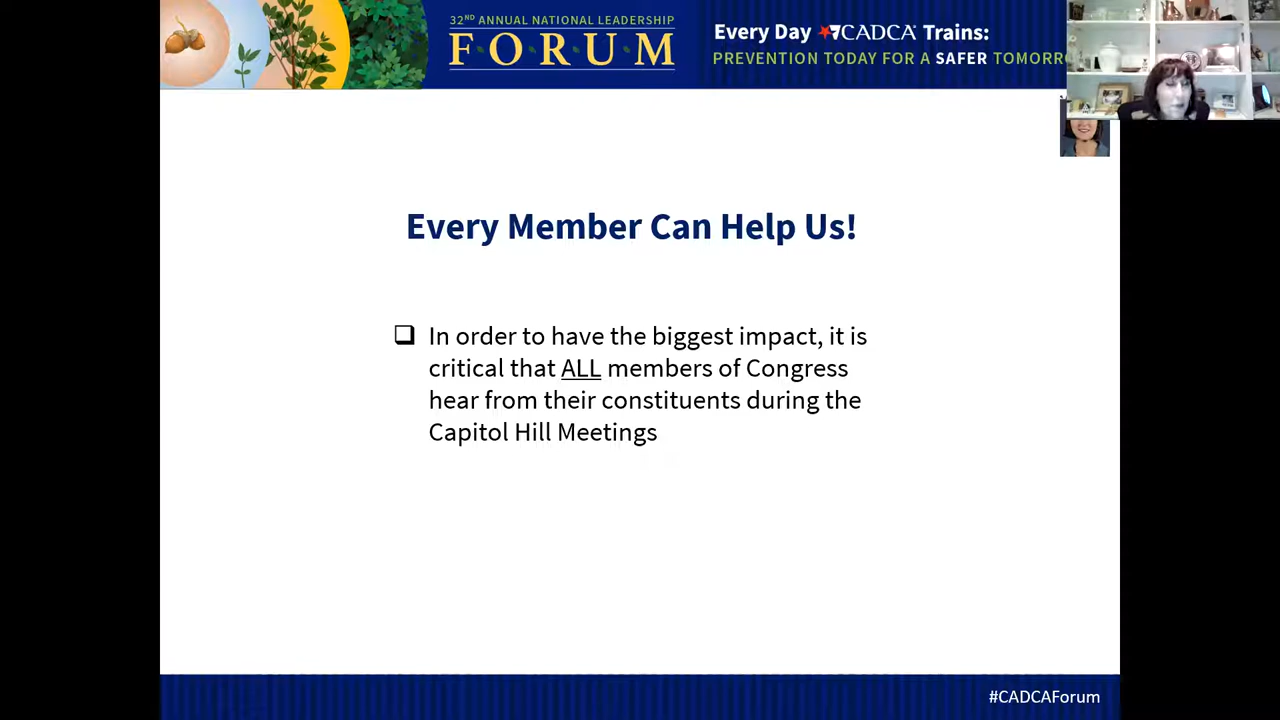 32ND ANNUAL NATIONAL LEADERSHIP
F·O·R·U·M
Every Day CADCA® Trains:
PREVENTION TODAY FOR A SAFER
Every Member Can Help Us!
❑ In order to have the biggest impact, it is
critical that ALL members of Congress
hear from their constituents during the
Capitol Hill Meetings
#CADCAForum